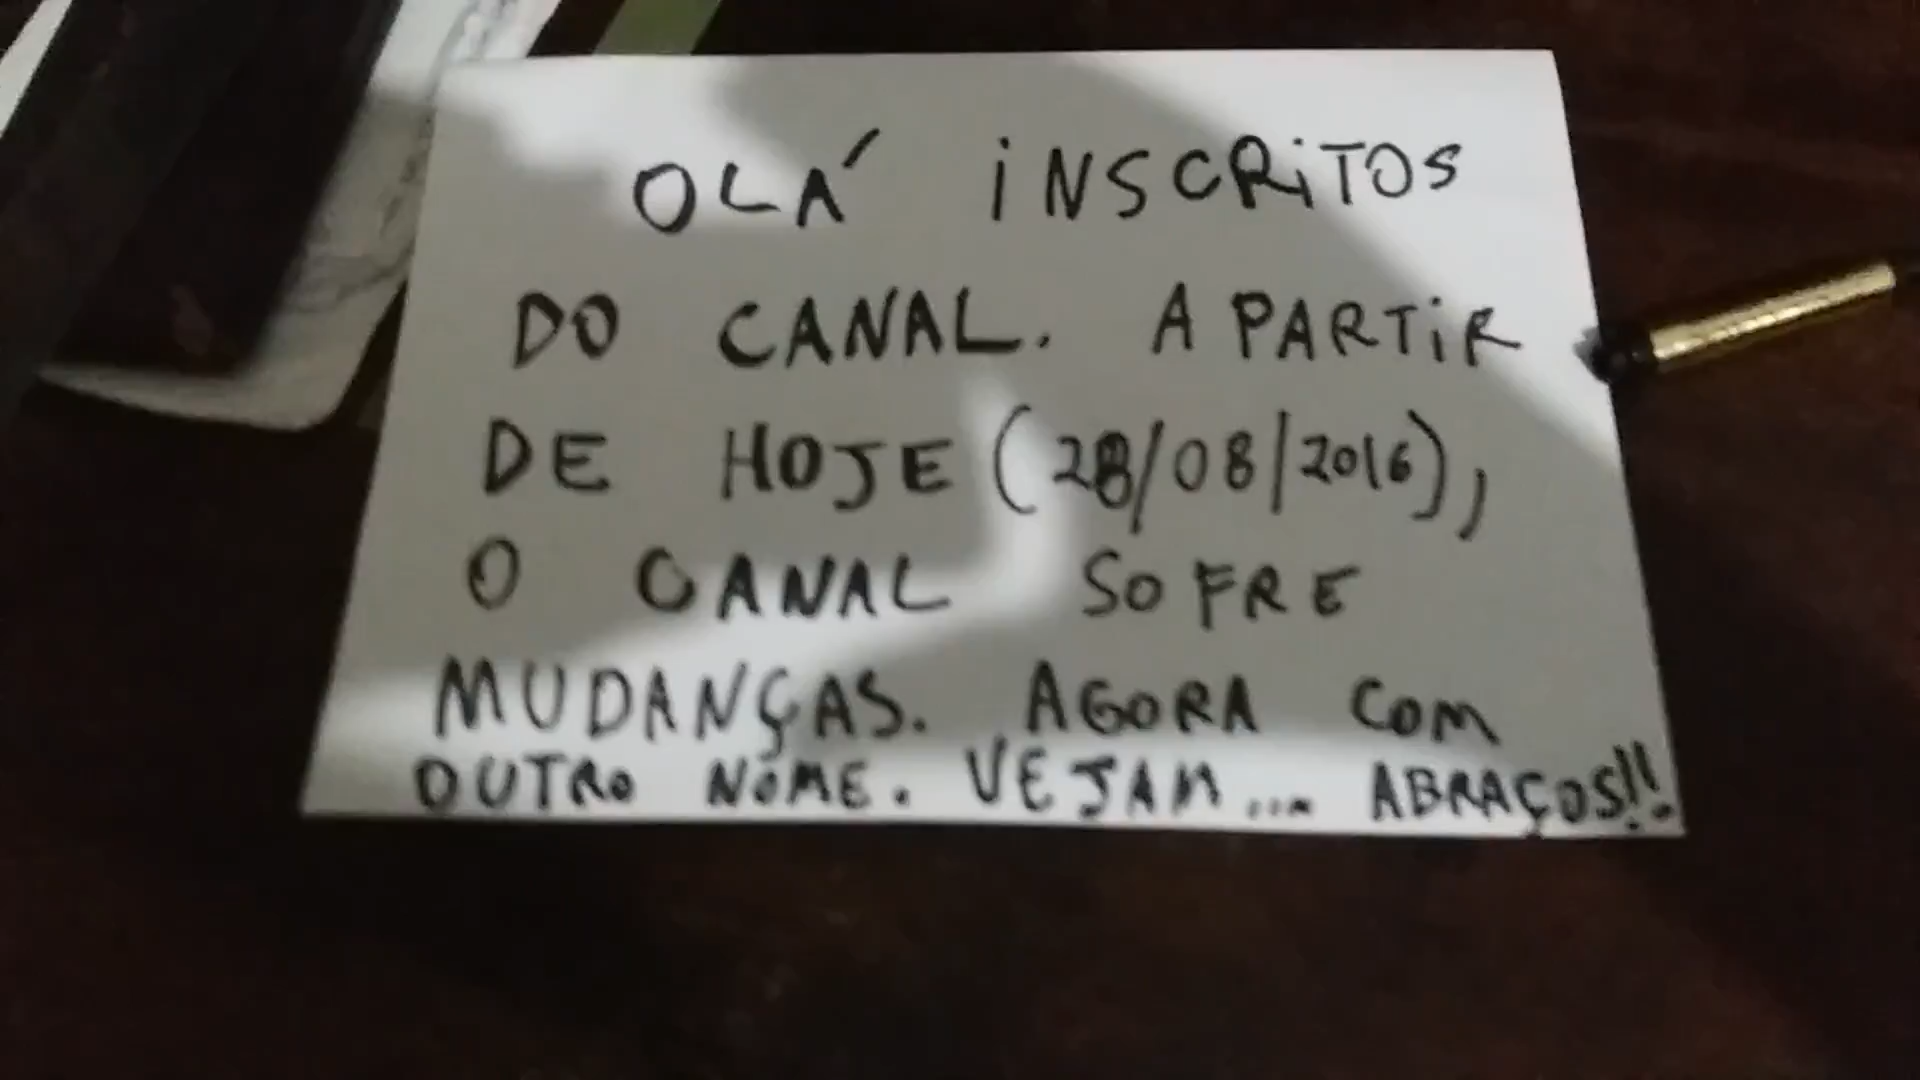 OLÁ INSCRITOS
DO CANAL. A PARTIR
DE HOJE (28/08/2016),
O CANAL SOFRE
MUDANÇAS. AGORA COM
OUTRO NOME. VEJAM... ABRAÇOS!!